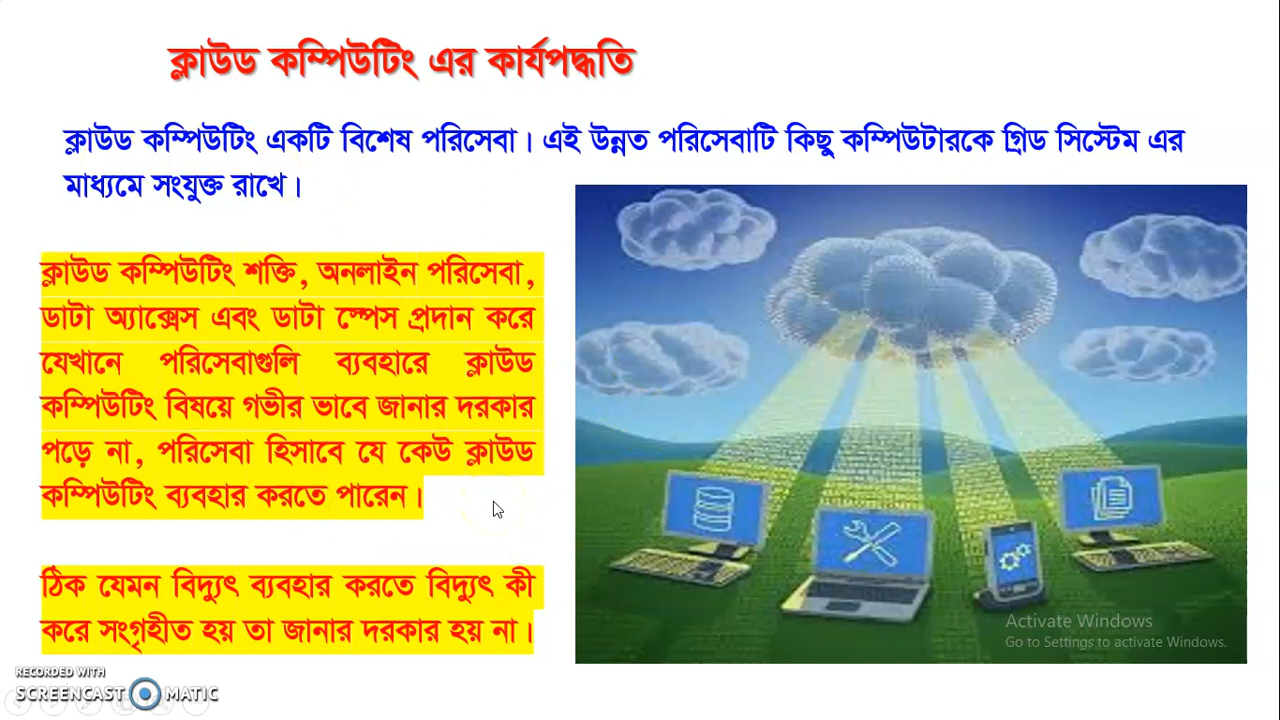 ক্লাউড কম্পিউটিং এর কার্যপদ্ধতি
ক্লাউড কম্পিউটিং একটি বিশেষ পরিসেবা। এই উন্নত পরিসেবাটি কিছু কম্পিউটারকে গ্রিড সিস্টেম এর
মাধ্যমে সংযুক্ত রাখে।
ক্লাউড কম্পিউটিং শক্তি, অনলাইন পরিসেবা,
ডাটা অ্যাক্সেস এবং ডাটা স্পেস প্রদান করে
যেখানে পরিসেবাগুলি ব্যবহারে ক্লাউড
কম্পিউটিং বিষয়ে গভীর ভাবে জানার দরকার
পড়ে না, পরিসেবা হিসাবে যে কেউ ক্লাউড
কম্পিউটিং ব্যবহার করতে পারেন।
ঠিক যেমন বিদ্যুৎ ব্যবহার করতে বিদ্যুৎ কী
করে সংগৃহীত হয় তা জানার দরকার হয় না।
Activate Windows
Go to Settings to activate Windows.
RECORDED WITH
SCREENCAST MATIC